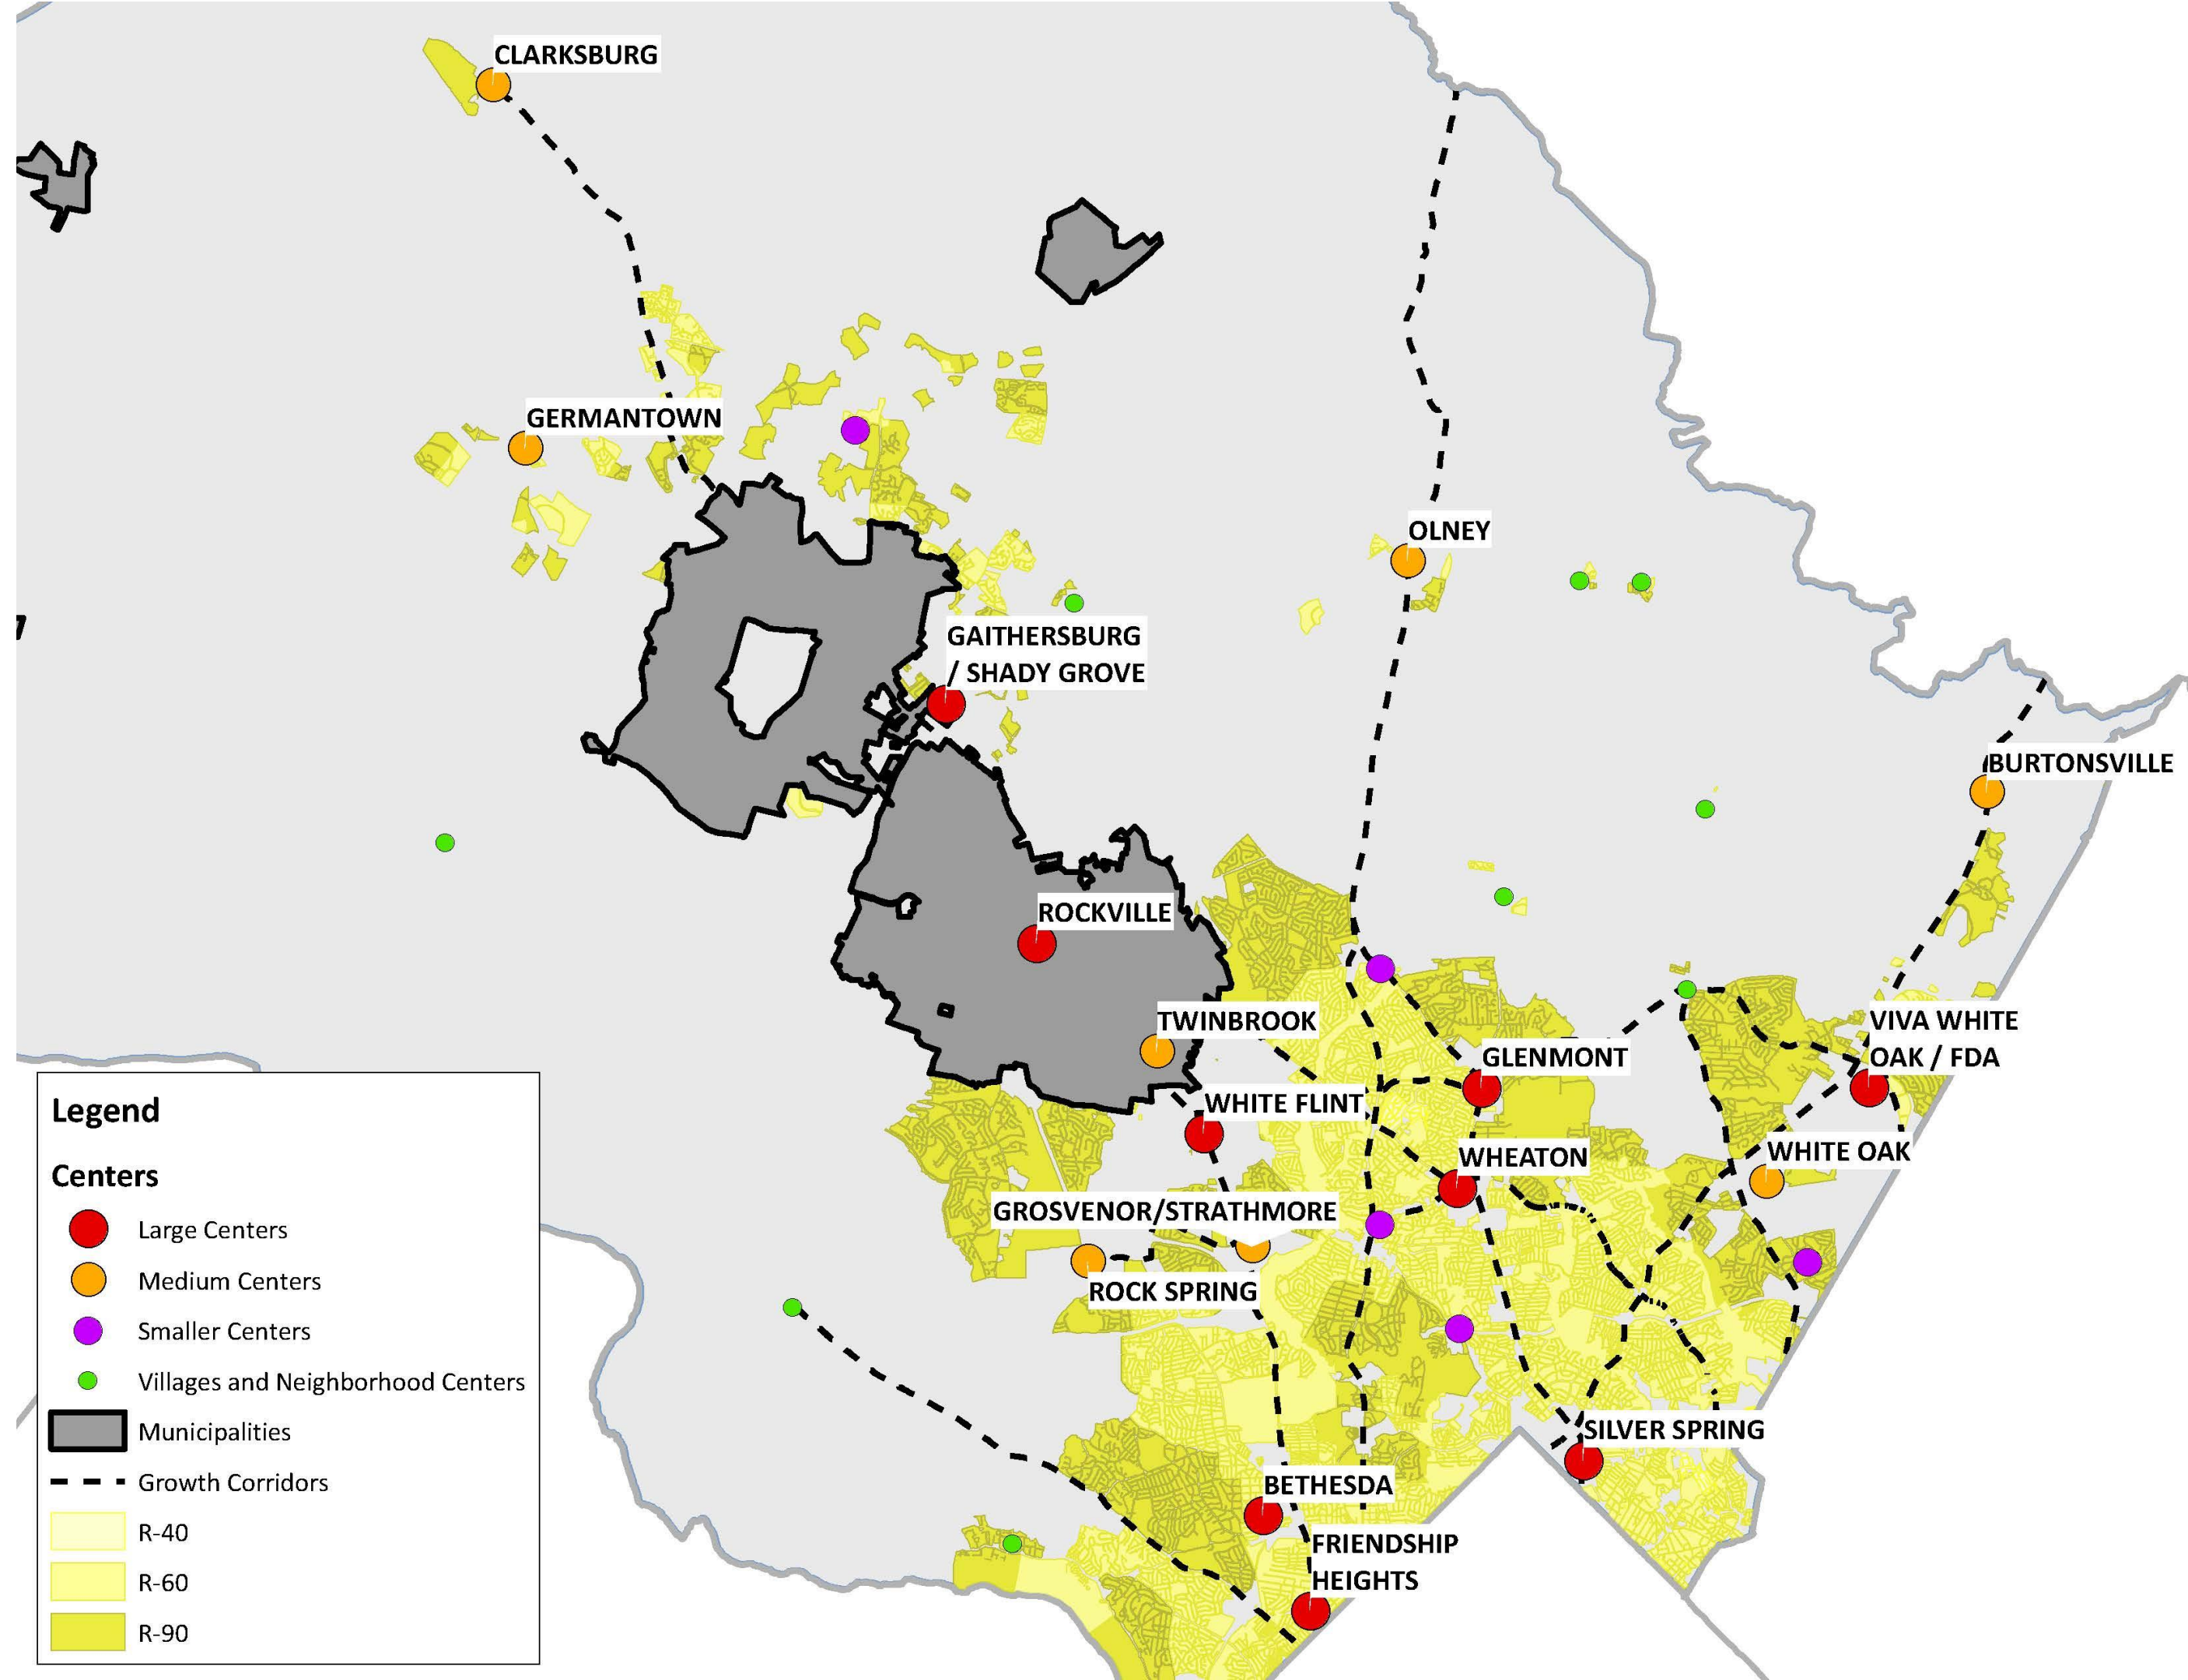 CLARKSBURG
GERMANTOWN
OLNEY
GAITHERSBURG
/ SHADY GROVE
BURTONSVILLE
ROCKVILLE
TWINBROOK
VIVA WHITE
OAK / FDA
GLENMONT
WHITE FLINT
WHEATON
WHITE OAK
GROSVENOR/STRATHMORE
ROCK SPRING
SILVER SPRING
BETHESDA
FRIENDSHIP
HEIGHTS
Legend
Centers
Large Centers
Medium Centers
Smaller Centers
Villages and Neighborhood Centers
Municipalities
Growth Corridors
R-40
R-60
R-90